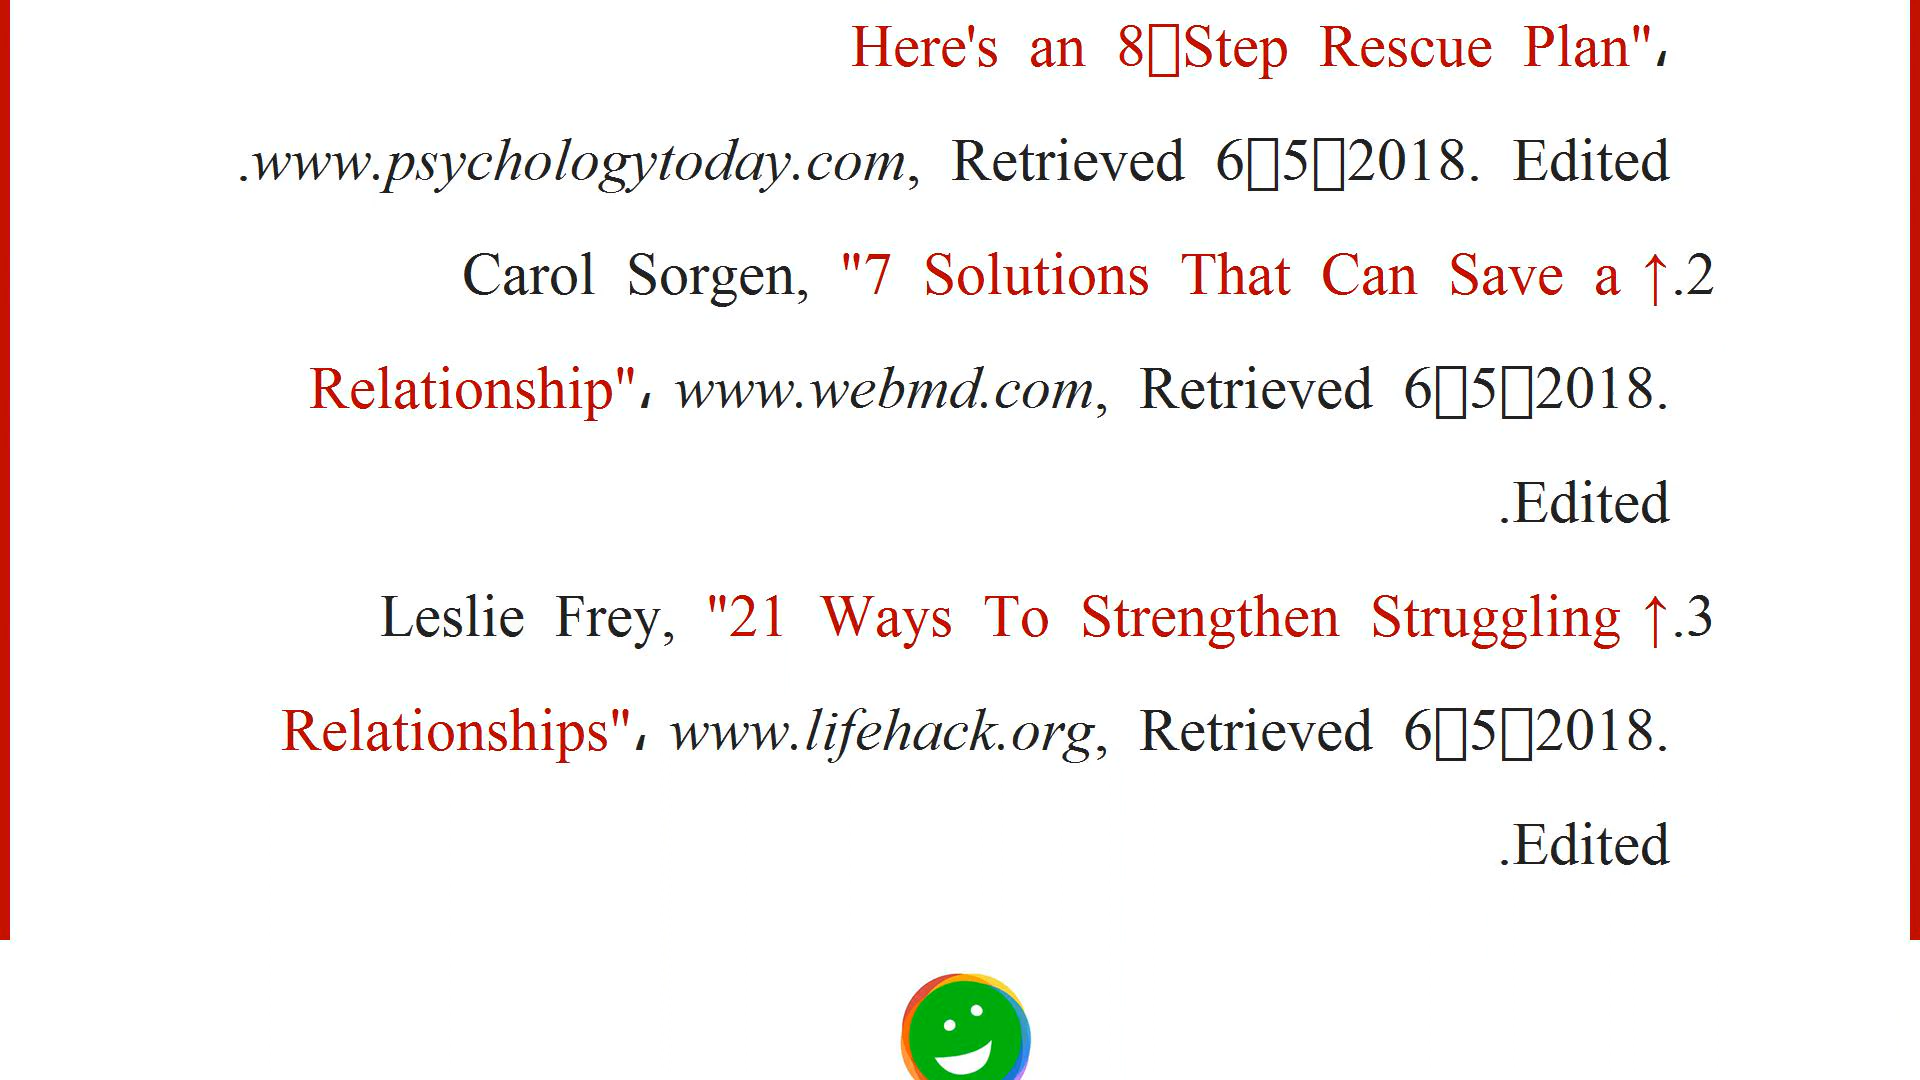 Here's an 8▯Step Rescue Plan"،
.www.psychologytoday.com, Retrieved 6▯5▯2018. Edited
Carol Sorgen, "7 Solutions That Can Save a ↑ .2
Relationship"، www.webmd.com, Retrieved 6▯5▯2018.
.Edited
Leslie Frey, "21 Ways To Strengthen Struggling ↑ .3
Relationships"، www.lifehack.org, Retrieved 6▯5▯2018.
.Edited